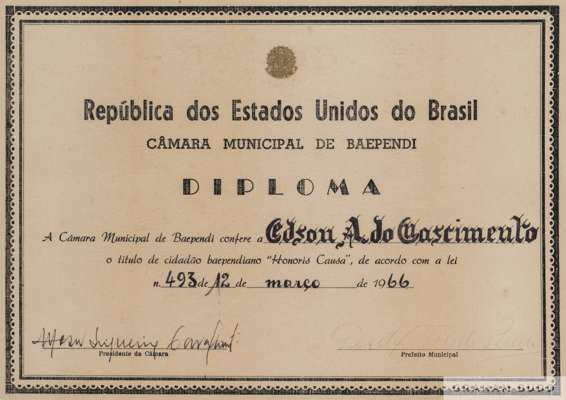 República dos Estados Unidos do Brasil
CÂMARA MUNICIPAL DE BAEPENDI
DIPLOMA
A Câmara Municipal de Baependi confere a Edson A. do Nascimento
o título de cidadão baependiano "Honoris Causa", de acordo com a lei
n. 493 de 12 de março de 1966
Presidente da Câmara
Prefeito Municipal